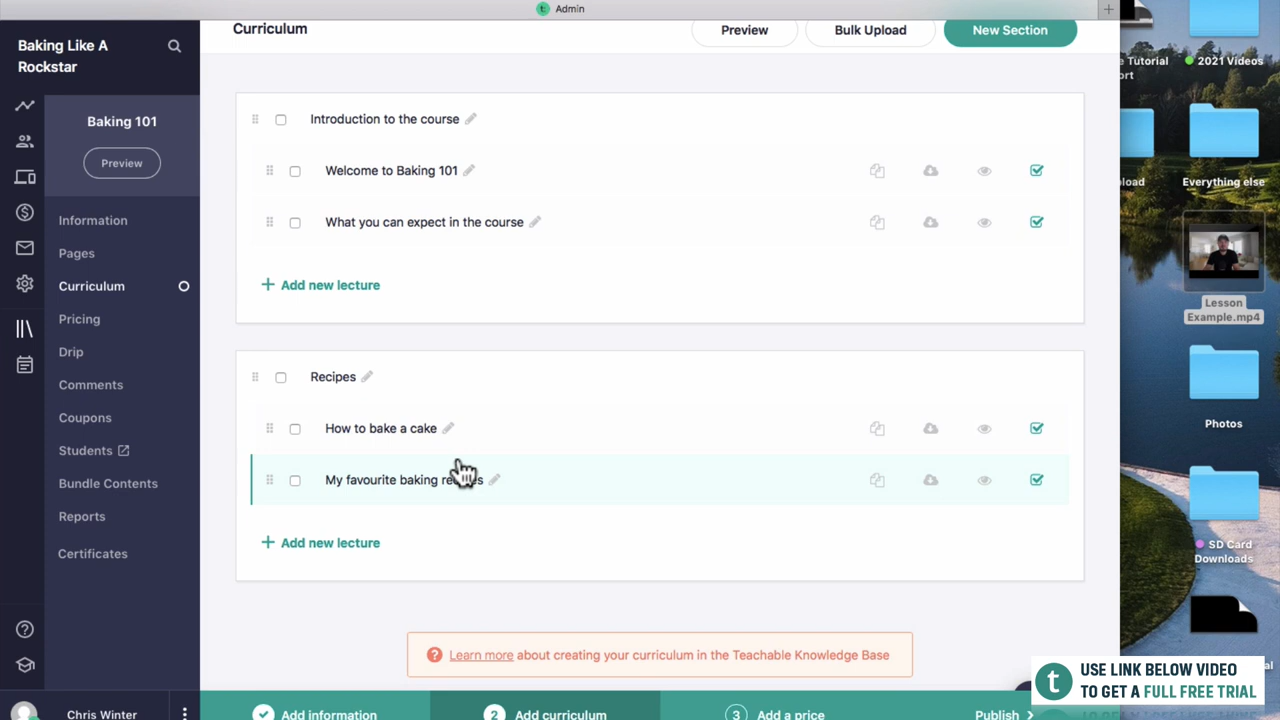 Admin
Baking Like A
Rockstar
Baking 101
Preview
Information
Pages
Curriculum
Pricing
Drip
Comments
Coupons
Students
Bundle Contents
Reports
Certificates
Chris Winter
Curriculum
Preview
Bulk Upload
New Section
Introduction to the course
Welcome to Baking 101
What you can expect in the course
+ Add new lecture
Recipes
How to bake a cake
My favourite baking
+ Add new lecture
? Learn more about creating your curriculum in the Teachable Knowledge Base
Add information
2 Add curriculum
3 Add a price
Publish
e Tutorial
ort
2021 Videos
load
Everything else
Lesson
Example.mp4
Photos
SD Card
Downloads
t
USE LINK BELOW VIDEO
TO GET A FULL FREE TRIAL